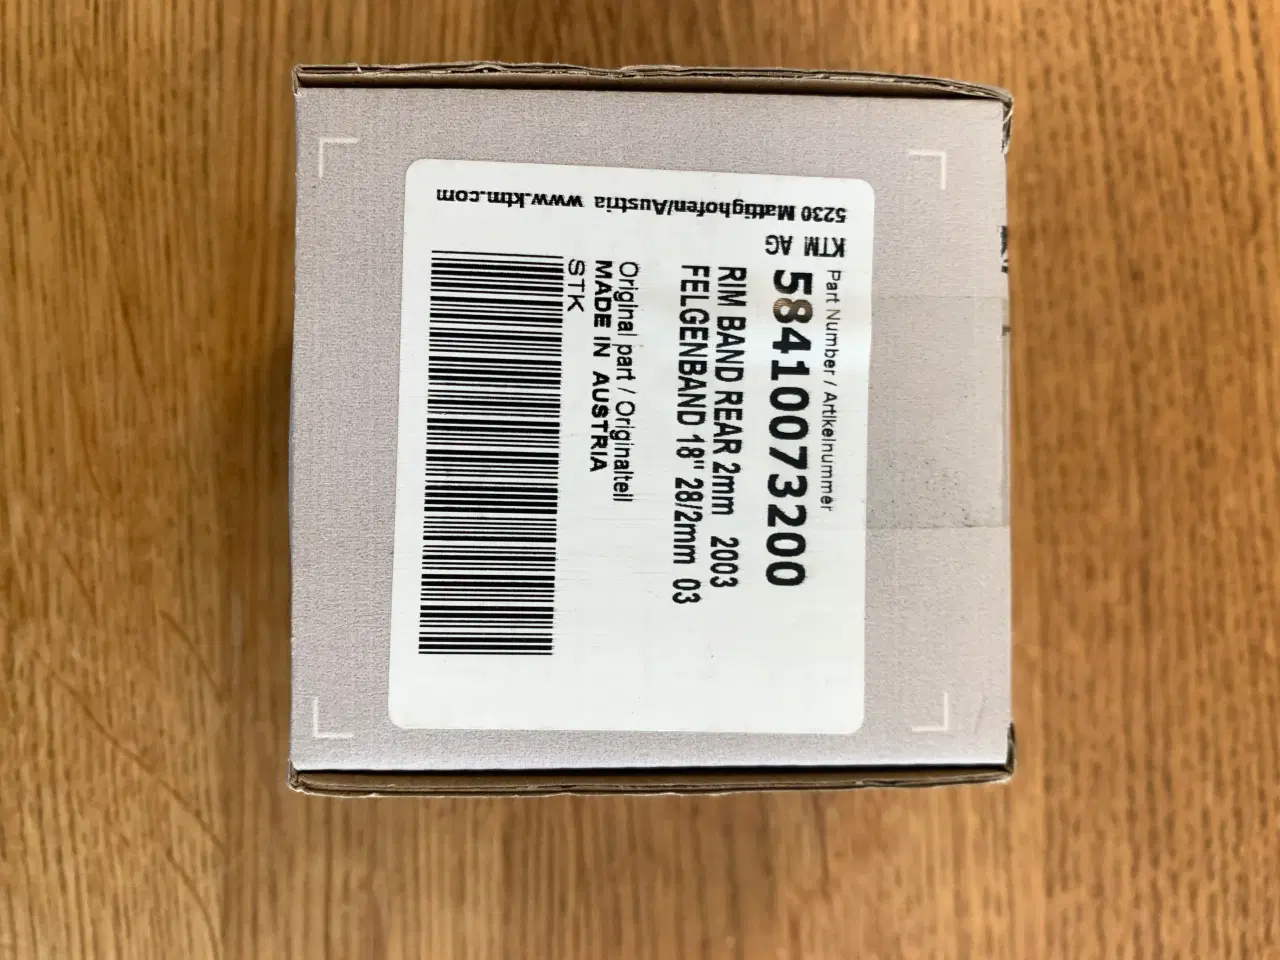 Part Number / Artikelnummer
58410073200
RIM BAND REAR 2mm 2003
FELGENBAND 18" 28/2mm 03
Original part / Originalteil
MADE IN AUSTRIA
STK
KTM AG
5230 Mattighofen/Austria www.ktm.com